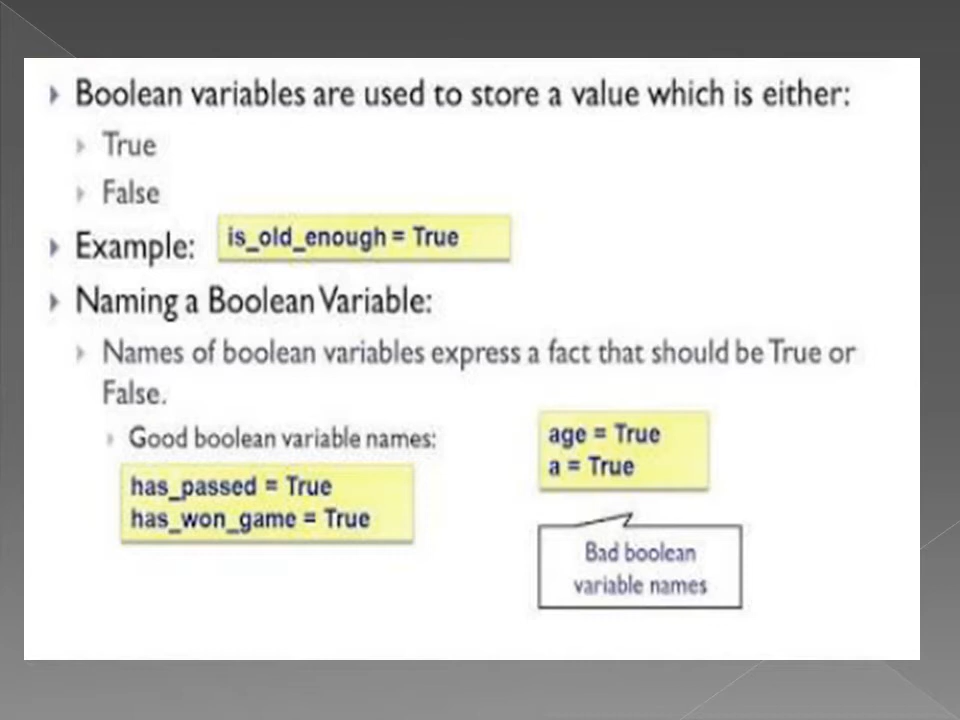 Boolean variables are used to store a value which is either:
True
False
Example:
is_old_enough = True
Naming a Boolean Variable:
Names of boolean variables express a fact that should be True or
False.
Good boolean variable names:
has_passed = True
has_won_game = True
age = True
a = True
Bad boolean
variable names